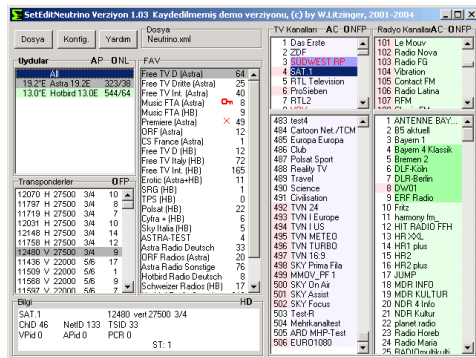 SetEditNeutrino Verziyon 1.03 Kaydedilmemiş demo verziyonu, (c) by W.Litzinger, 2001-2004
Dosya
Konfig.
Yardım
Dosya
Neutrino.xml
Uydular AP ONL
All
19.2°E Astra 19.2E 323/38
13.0°E Hotbird 13.0E 544/64
Transponderler OFP
12070 H 27500 3/4 10
11797 H 27500 3/4 8
11719 H 27500 3/4 7
12031 H 27500 3/4 10
12148 H 27500 3/4 14
11758 H 27500 3/4 12
12480 V 27500 3/4 9
11436 V 22000 5/6 17
11509 V 22000 5/6 1
11568 V 22000 5/6 9
11597 V 22000 5/6 7
FAV
Free TV D (Astra) 64
Free TV Dritte (Astra) 25
Free TV Int. (Astra) 40
Music FTA (Astra) 8
Music FTA (HB) 9
Premiere (Astra) 49
ORF (Astra) 12
CS France (Astra) 1
Free TV D (HB) 12
Free TV Italy (HB) 72
Free TV Int. (HB) 165
Erotic (Astra+HB) 11
SRG (HB) 1
TPS (HB) 0
Polsat (HB) 22
Cyfra + (HB) 6
Sky Italia (HB) 5
ASTRA-TEST 4
Astra Radio Deutsch 33
ORF Radios (Astra) 20
Astra Radio Sonstige 76
Hotbird Radio Deutsch 8
Schweizer Radios (HB) 17
Bilgi HD
SAT.1 12480 vert 27500 3/4
CHD 46 NetID 133 TSID 33
VPid 0 APid 0 PCR 0
ST: 1
TV Kanalları AC ONFP
1 Das Erste
2 ZDF
3 SÜDWEST RP
4 SAT.1
5 RTL Television
6 ProSieben
7 RTL2
483 test4
484 Cartoon Net./TCM
485 Europa Europa
486 Club
487 Polsat Sport
488 Reality TV
489 Travel
490 Science
491 Civilisation
492 TVN 24
493 TVN I Europe
494 TVN I US
495 TVN METEO
496 TVN TURBO
497 TVN 16:9
498 SKY Prima Fila
499 MMOV_PF 1
500 SKY On Air
501 SKY Assist
502 SKY Focus
503 Test-R
504 Mehrkanaltest
505 ARD MHP-Test
506 EURO1080
Radyo Kanalları AC ONFP
101 Le Mouv
102 Radio Nova
103 Radio FG
104 Vibration
105 Contact FM
106 Radio Latina
107 RFM
1 ANTENNE BAY...
2 B5 aktuell
3 Bayern 1
4 Bayern 4 Klassik
5 Bremen 2
6 DLF-Köln
7 DLR-Berlin
8 DW01
9 ERF Radio
10 Fritz
11 harmony fm_
12 HIT RADIO FFH
13 HR-XXL
14 HR1 plus
15 HR2
16 HR2 plus
17 JUMP
18 MDR INFO
19 MDR KULTUR
20 NDR 4 Info
21 NDR Kultur
22 planet radio
23 Radio Horeb
24 Radio Maria
25 RADIOmultikulti